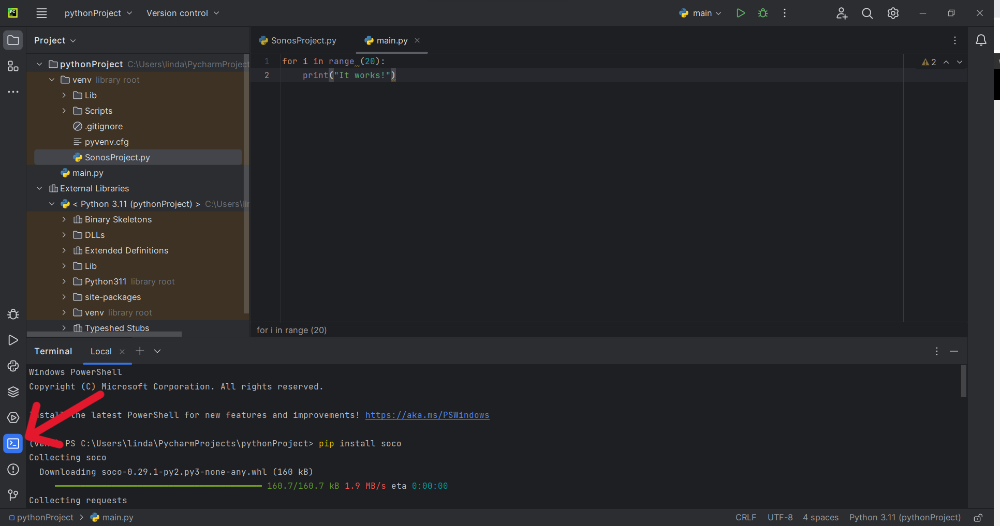 PC
pythonProject
Version control
main
Project
SonosProject.py
main.py
pythonProject C:\Users\linda\PycharmProject
venv library root
Lib
Scripts
.gitignore
pyvenv.cfg
SonosProject.py
main.py
External Libraries
< Python 3.11 (pythonProject) > C:\Users\lin
Binary Skeletons
DLLs
Extended Definitions
Lib
Python311 library root
site-packages
venv library root
Typeshed Stubs
1 for i in range (20):
2 print("It works!")
2
for i in range (20)
Terminal
Local
Windows PowerShell
Copyright (C) Microsoft Corporation. All rights reserved.
the latest PowerShell for new features and improvements! https://aka.ms/PSWindows
PS C:\Users\linda\PycharmProjects\pythonProject> pip install soco
Collecting soco
Downloading soco-0.29.1-py2.py3-none-any.whl (160 kB)
160.7/160.7 kB 1.9 MB/s eta 0:00:00
Collecting requests
pythonProject > main.py
CRLF
UTF-8
4 spaces
Python 3.11 (pythonProject)